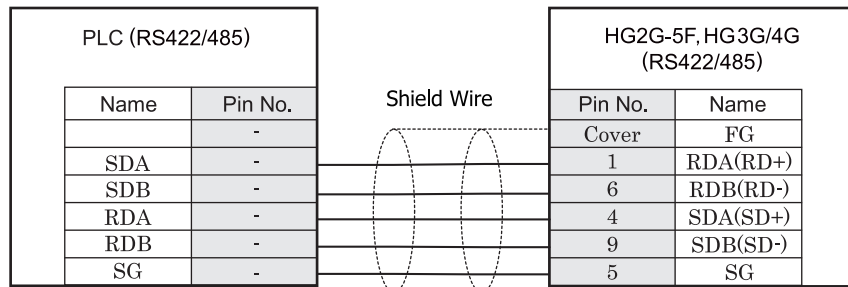 PLC (RS422/485)
HG2G-5F, HG3G/4G
(RS422/485)
Shield Wire
Name Pin No. Pin No. Name
- Cover FG
SDA - 1 RDA(RD+)
SDB - 6 RDB(RD-)
RDA - 4 SDA(SD+)
RDB - 9 SDB(SD-)
SG - 5 SG